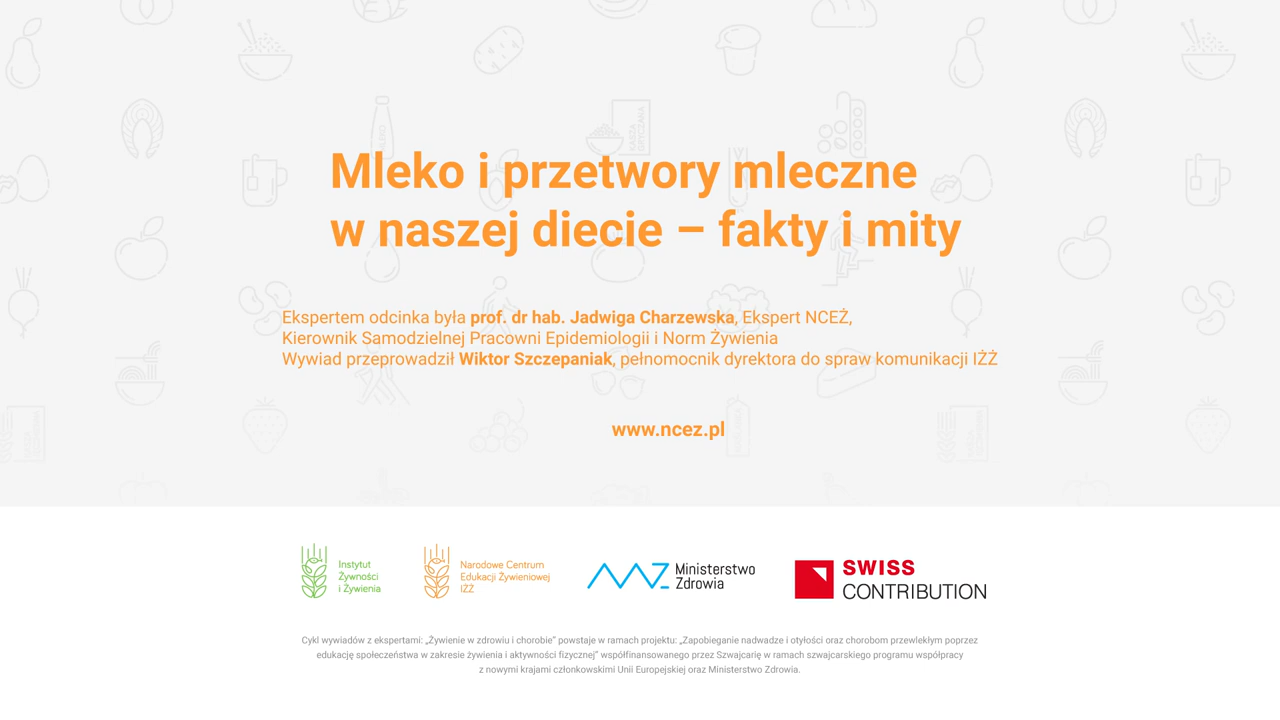 Mleko i przetwory mleczne
w naszej diecie – fakty i mity
Ekspertem odcinka była prof. dr hab. Jadwiga Charzewska, Ekspert NCEŻ,
Kierownik Samodzielnej Pracowni Epidemiologii i Norm Żywienia
Wywiad przeprowadził Wiktor Szczepaniak, pełnomocnik dyrektora do spraw komunikacji IŻŻ
www.ncez.pl
Instytut
Żywności
i Żywienia
Narodowe Centrum
Edukacji Żywieniowej
IŻŻ
Ministerstwo
Zdrowia
SWISS
CONTRIBUTION
Cykl wywiadów z ekspertami: „Żywienie w zdrowiu i chorobie” powstaje w ramach projektu: „Zapobieganie nadwadze i otyłości oraz chorobom przewlekłym poprzez
edukację społeczeństwa w zakresie żywienia i aktywności fizycznej” współfinansowanego przez Szwajcarię w ramach szwajcarskiego programu współpracy
z nowymi krajami członkowskimi Unii Europejskiej oraz Ministerstwo Zdrowia.